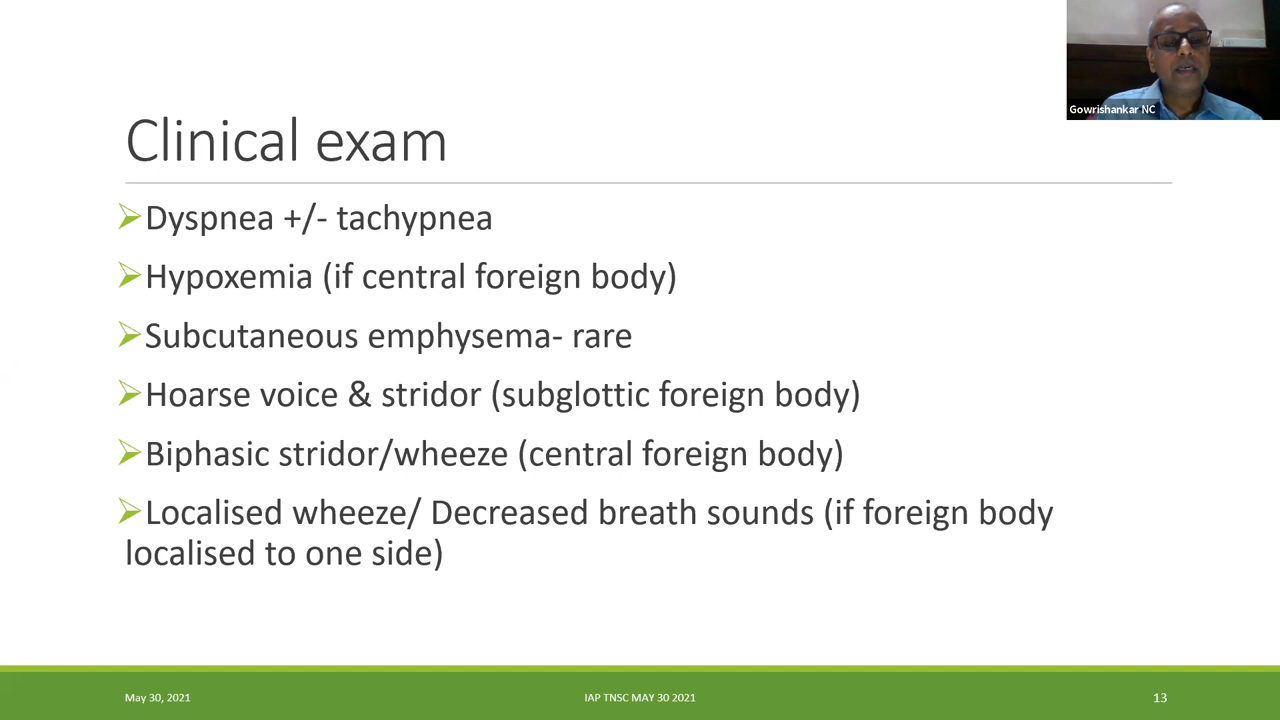 Gowrishankar NC
Clinical exam
Dyspnea +/- tachypnea
Hypoxemia (if central foreign body)
Subcutaneous emphysema- rare
Hoarse voice & stridor (subglottic foreign body)
Biphasic stridor/wheeze (central foreign body)
Localised wheeze/ Decreased breath sounds (if foreign body
localised to one side)
May 30, 2021
IAP TNSC MAY 30 2021
13